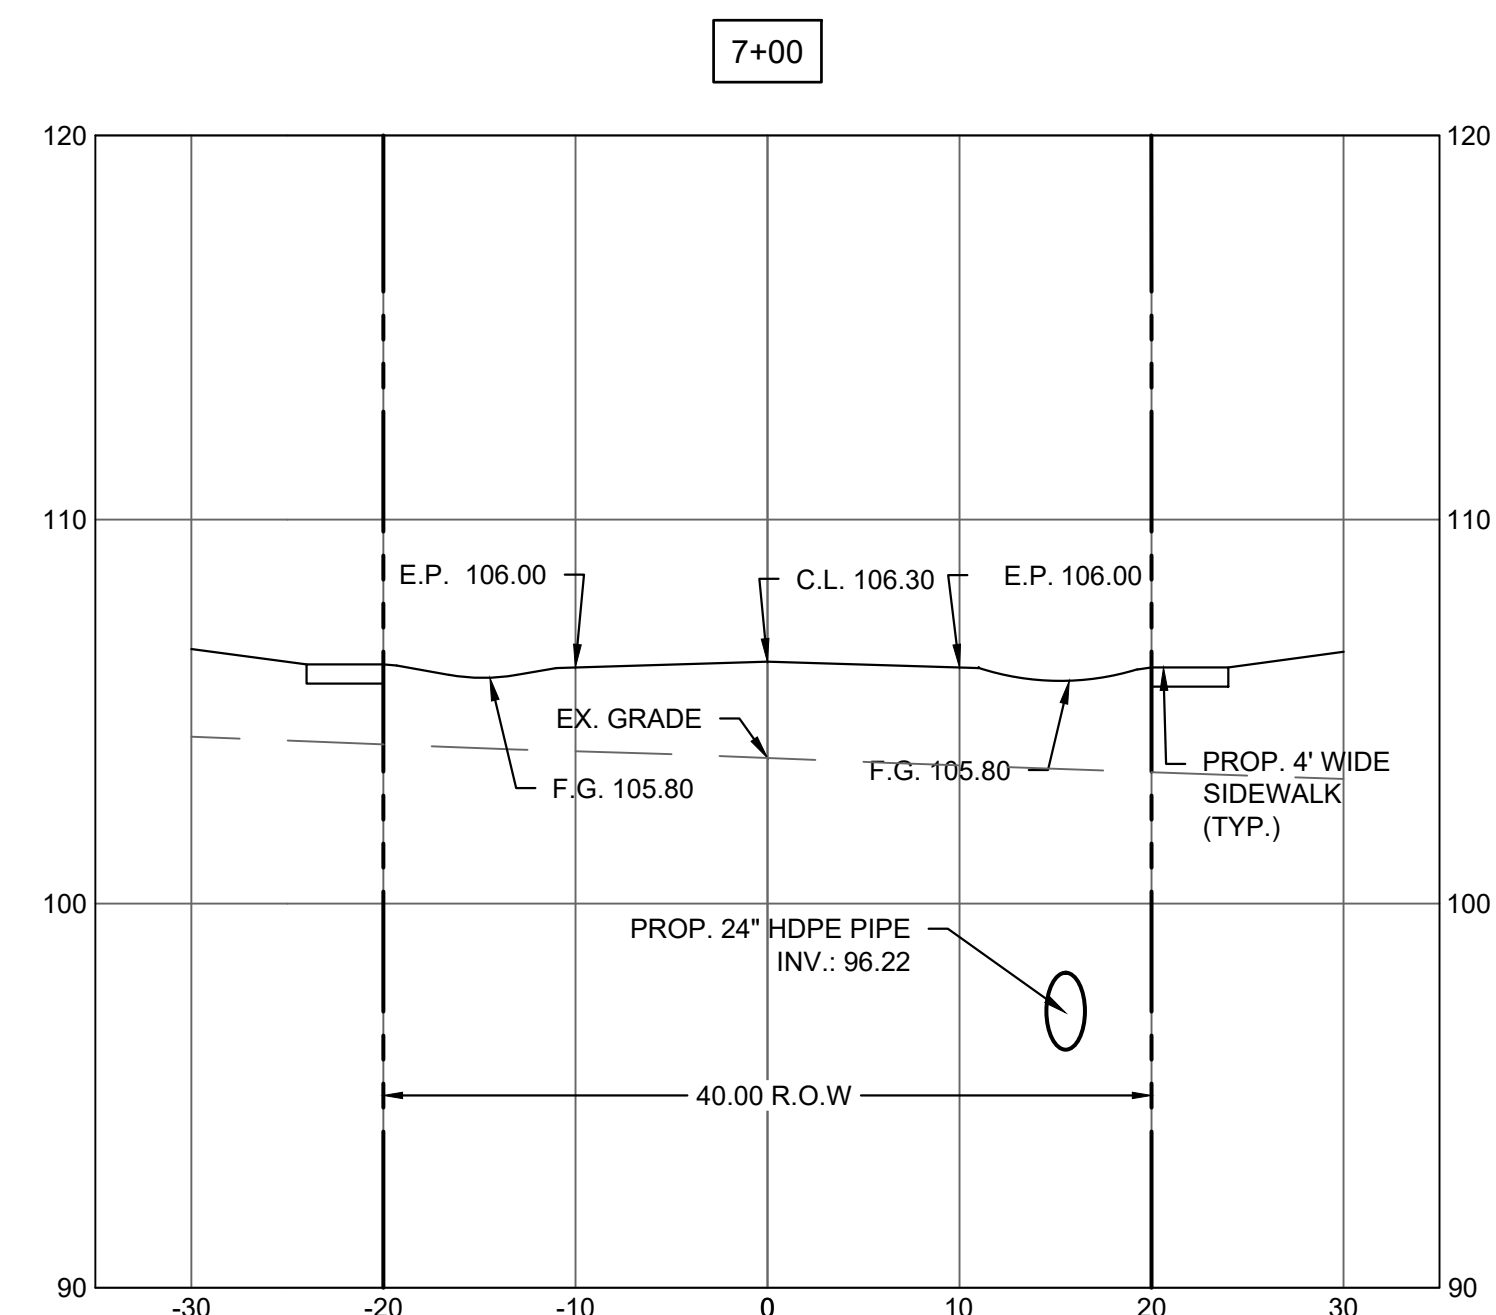 7+00
120 120
110 110
E.P. 106.00 C.L. 106.30 E.P. 106.00
EX. GRADE
F.G. 105.80
F.G. 105.80
PROP. 4' WIDE
SIDEWALK
(TYP.)
100 100
PROP. 24" HDPE PIPE
INV.: 96.22
40.00 R.O.W
90 90
-30 -20 -10 0 10 20 30